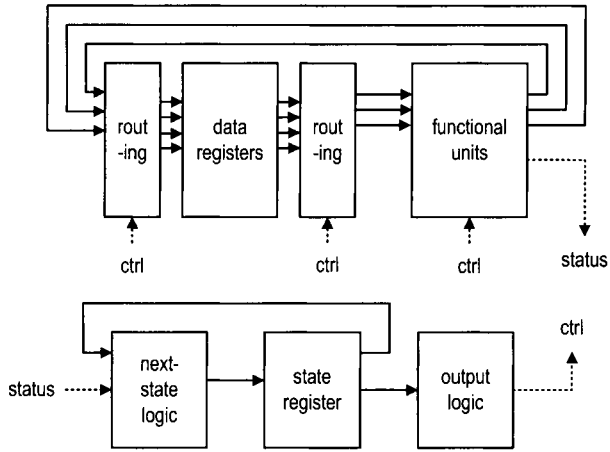 rout
-ing
data
registers
rout
-ing
functional
units
ctrl
ctrl
ctrl
status
ctrl
status
next-
state
logic
state
register
output
logic